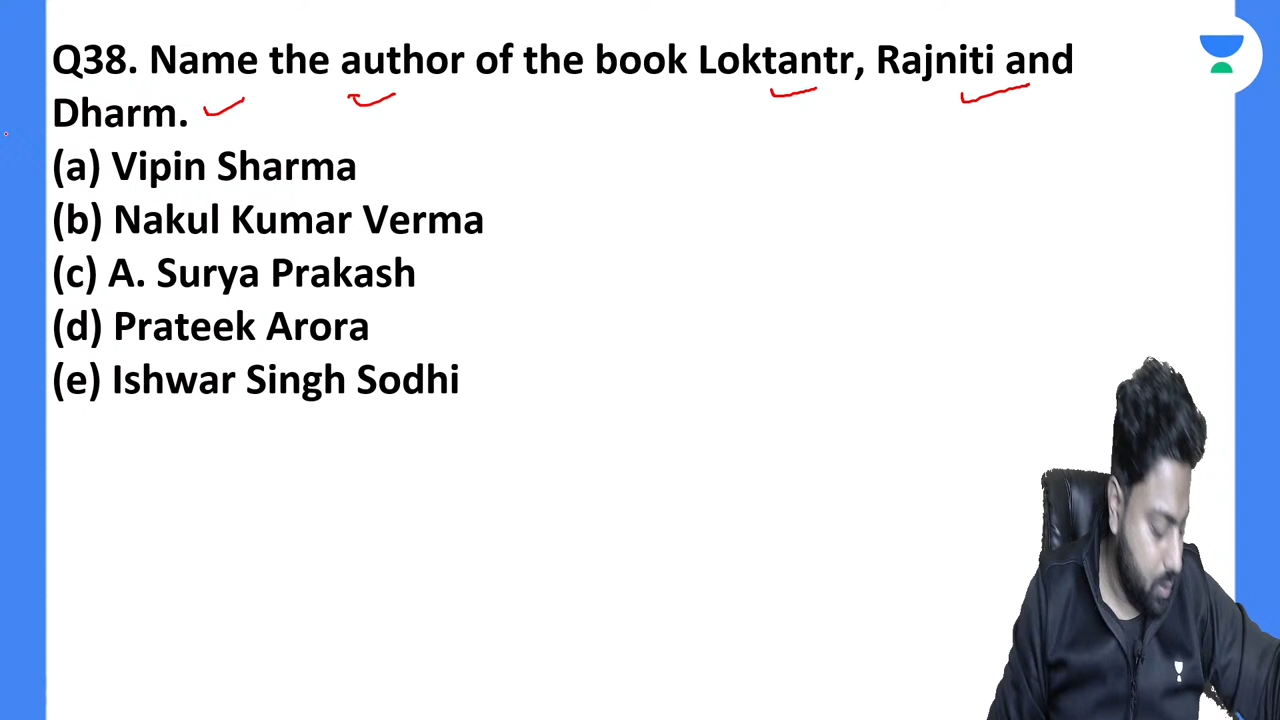 Q38. Name the author of the book Loktantr, Rajniti and
Dharm.
(a) Vipin Sharma
(b) Nakul Kumar Verma
(c) A. Surya Prakash
(d) Prateek Arora
(e) Ishwar Singh Sodhi